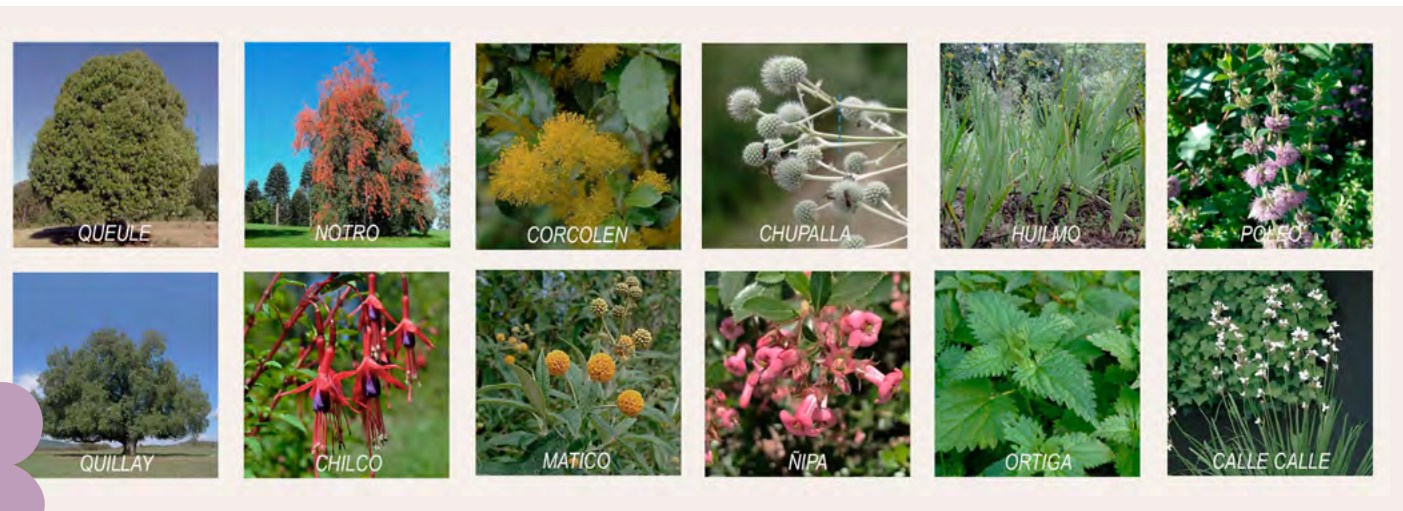 QUEULE
NOTRO
CORCOLEN
CHUPALLA
HUILMO
POLEO
QUILLAY
CHILCO
MATICO
ÑIPA
ORTIGA
CALLE CALLE